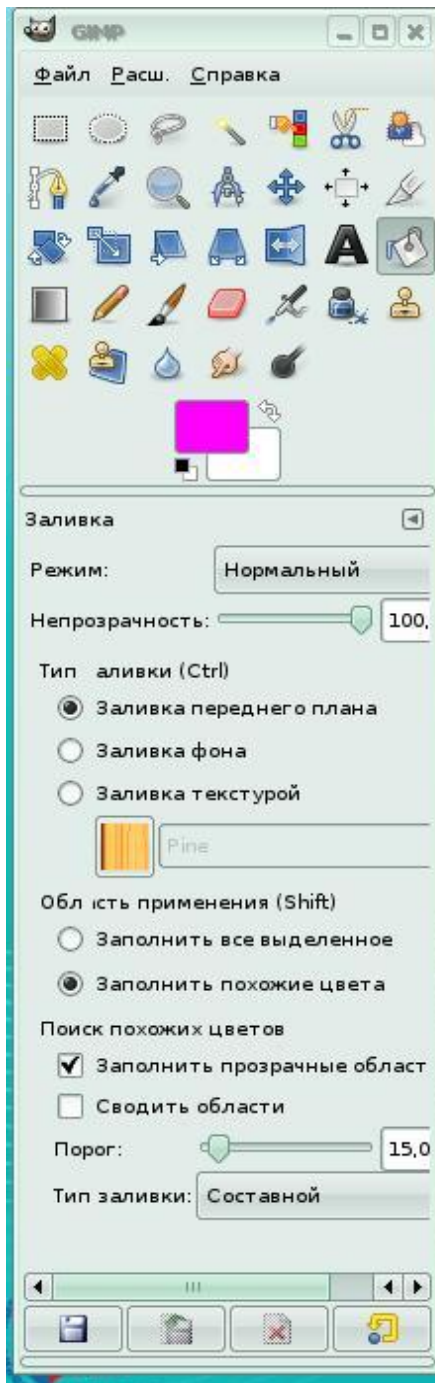 GIMP
Файл Расш. Справка
Заливка
Режим: Нормальный
Непрозрачность: 100,
Тип аливки (Ctrl)
Заливка переднего плана
Заливка фона
Заливка текстурой
Pine
Обл сть применения (Shift)
Заполнить все выделенное
Заполнить похожие цвета
Поиск похожих цветов
Заполнить прозрачные област
Сводить области
Порог: 15,0
Тип заливки: Составной